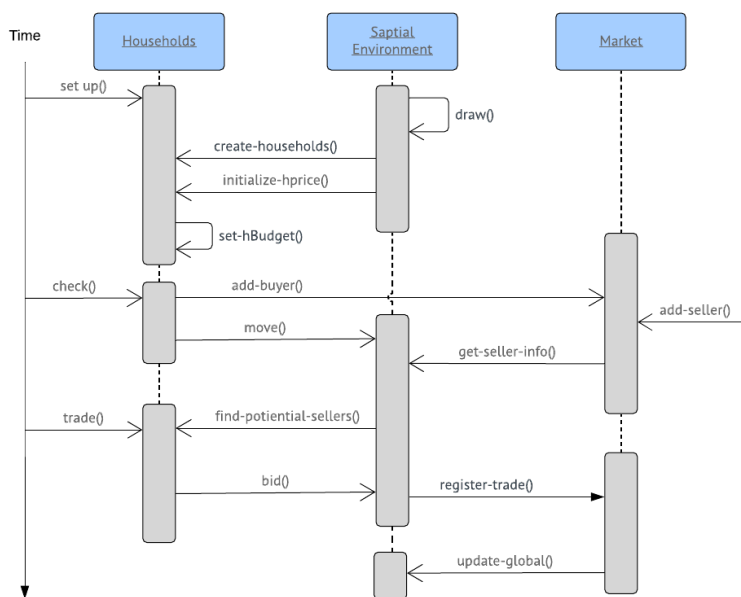 Time
Households
Saptial
Environment
Market
set up()
draw()
create-households()
initialize-hprice()
set-hBudget()
check()
add-buyer()
add-seller()
move()
get-seller-info()
trade()
find-potiential-sellers()
bid()
register-trade()
update-global()